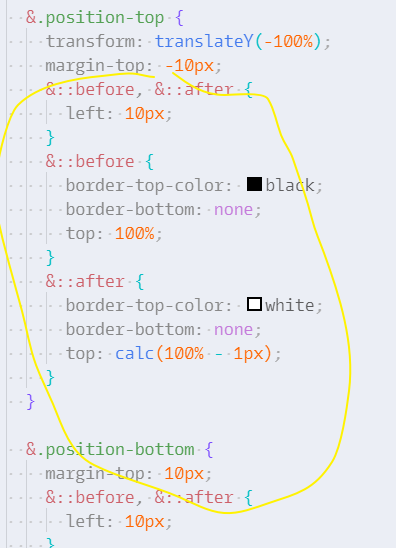 &.position-top {
transform: translateY(-100%);
margin-top: -10px;
&::before, &::after {
left: 10px;
}
&::before {
border-top-color: black;
border-bottom: none;
top: 100%;
}
&::after {
border-top-color: white;
border-bottom: none;
top: calc(100% - 1px);
}
}
&.position-bottom {
margin-top: 10px;
&::before, &::after {
left: 10px;
}